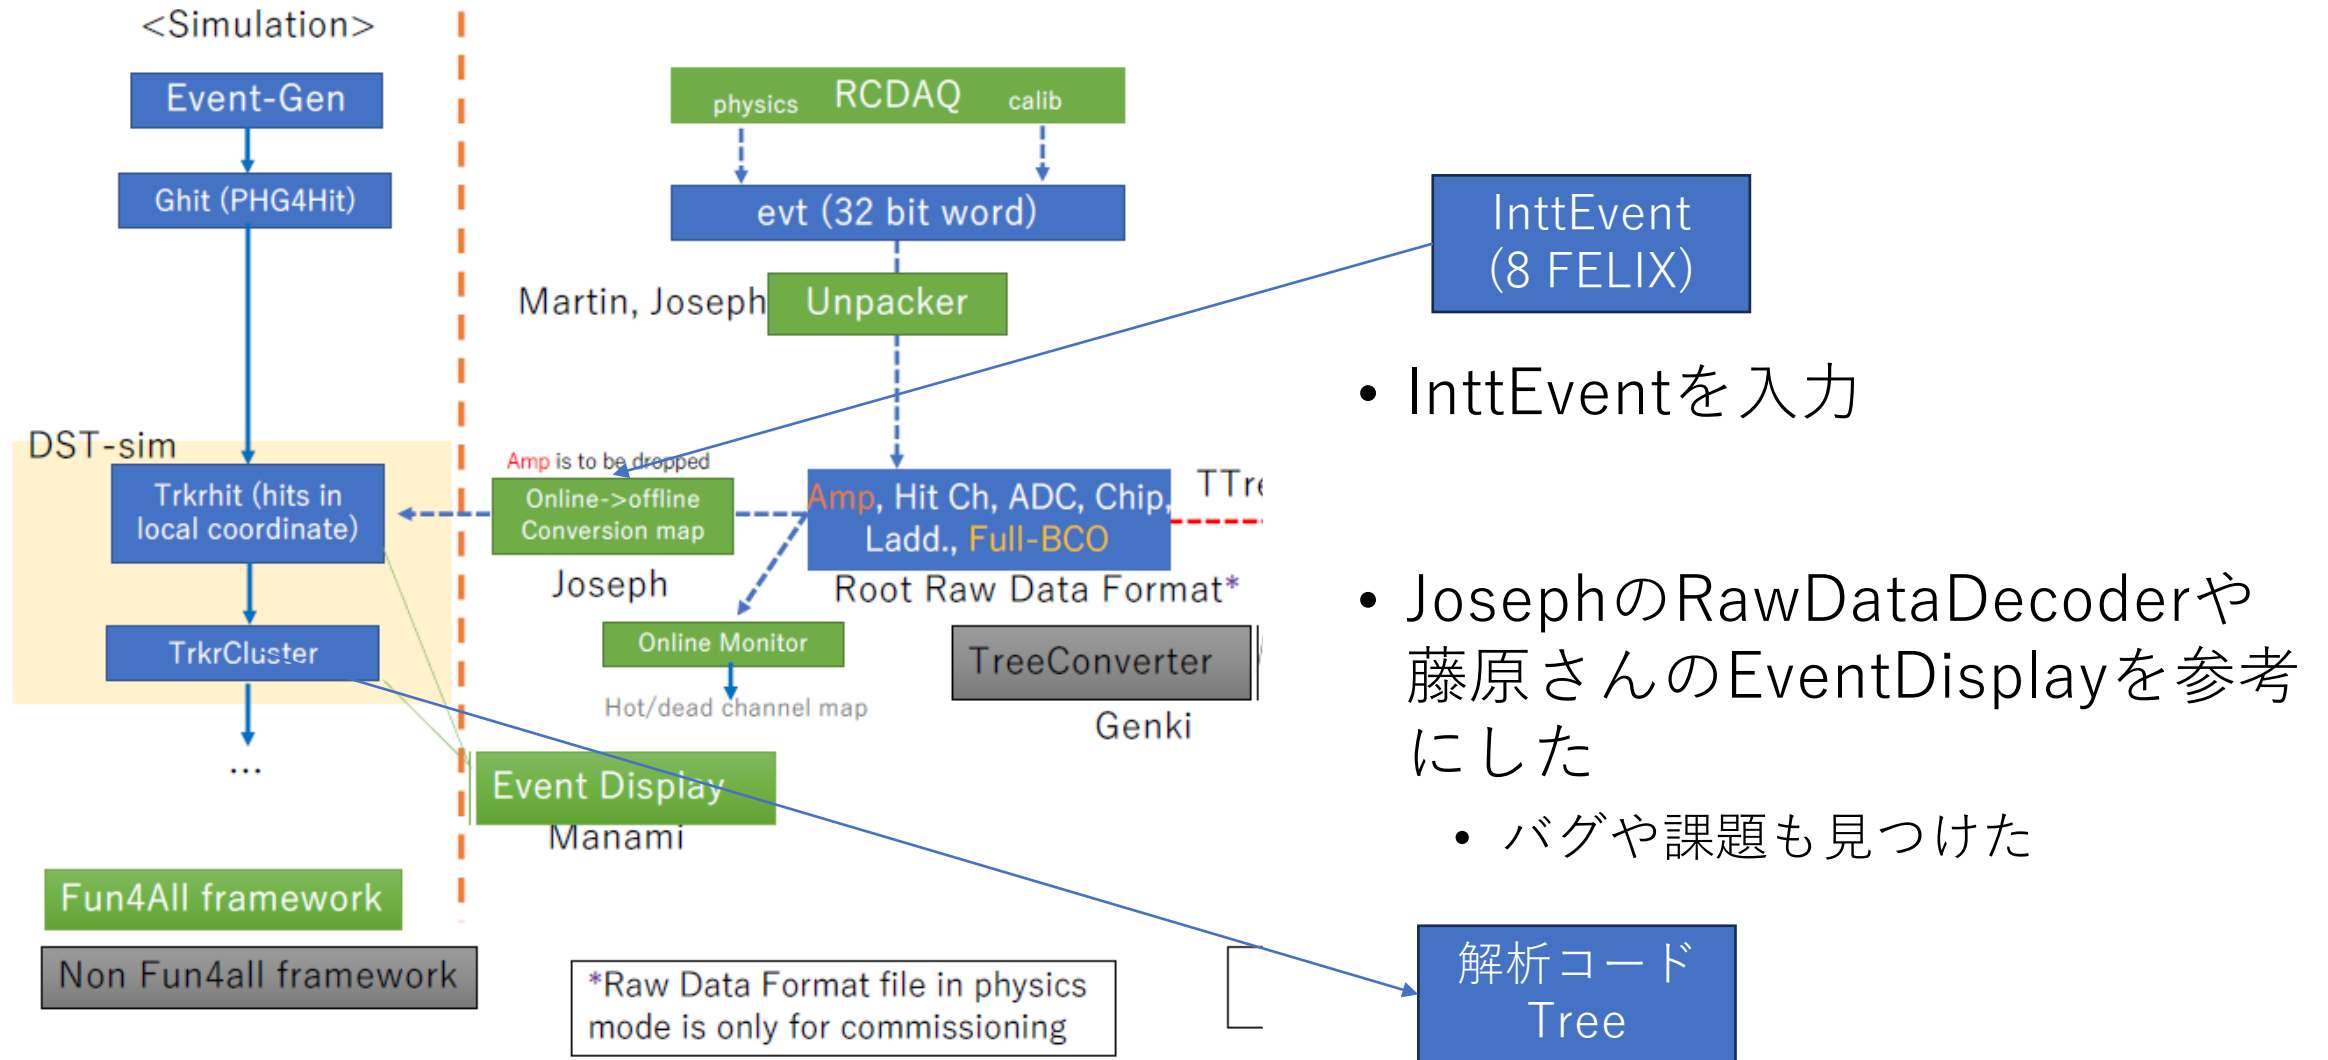 <Simulation>
Event-Gen
Ghit (PHG4Hit)
DST-sim
Trkrhit (hits in
local coordinate)
TrkrCluster
...
Fun4All framework
Non Fun4all framework
physics RCDAQ calib
evt (32 bit word)
Martin, Joseph
Unpacker
Amp is to be dropped
Online->offline
Conversion map
Joseph
Amp, Hit Ch, ADC, Chip,
Ladd., Full-BCO
Root Raw Data Format*
Online Monitor
Hot/dead channel map
TreeConverter
Genki
Event Display
Manami
*Raw Data Format file in physics
mode is only for commissioning
InttEvent
(8 FELIX)
• InttEventを入力
• JosephのRawDataDecoderや
藤原さんのEventDisplayを参考
にした
• バグや課題も見つけた
解析コード
Tree